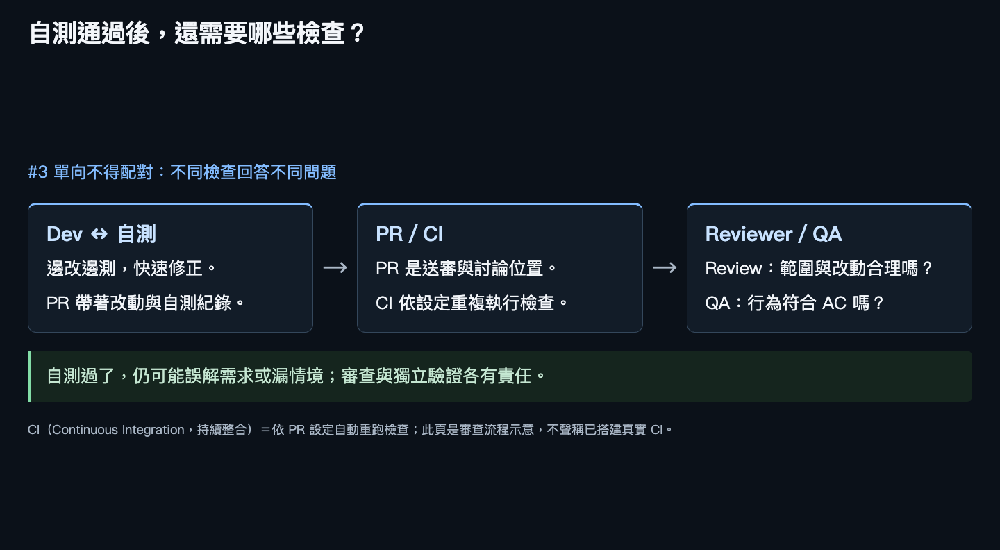 自測通過後，還需要哪些檢查？
#3 單向不得配對：不同檢查回答不同問題
Dev ↔ 自測
邊改邊測，快速修正。
PR 帶著改動與自測紀錄。
→
PR / CI
PR 是送審與討論位置。
CI 依設定重複執行檢查。
→
Reviewer / QA
Review：範圍與改動合理嗎？
QA：行為符合 AC 嗎？
自測過了，仍可能誤解需求或漏情境；審查與獨立驗證各有責任。
CI（Continuous Integration，持續整合）＝依 PR 設定自動重跑檢查；此頁是審查流程示意，不聲稱已搭建真實 CI。